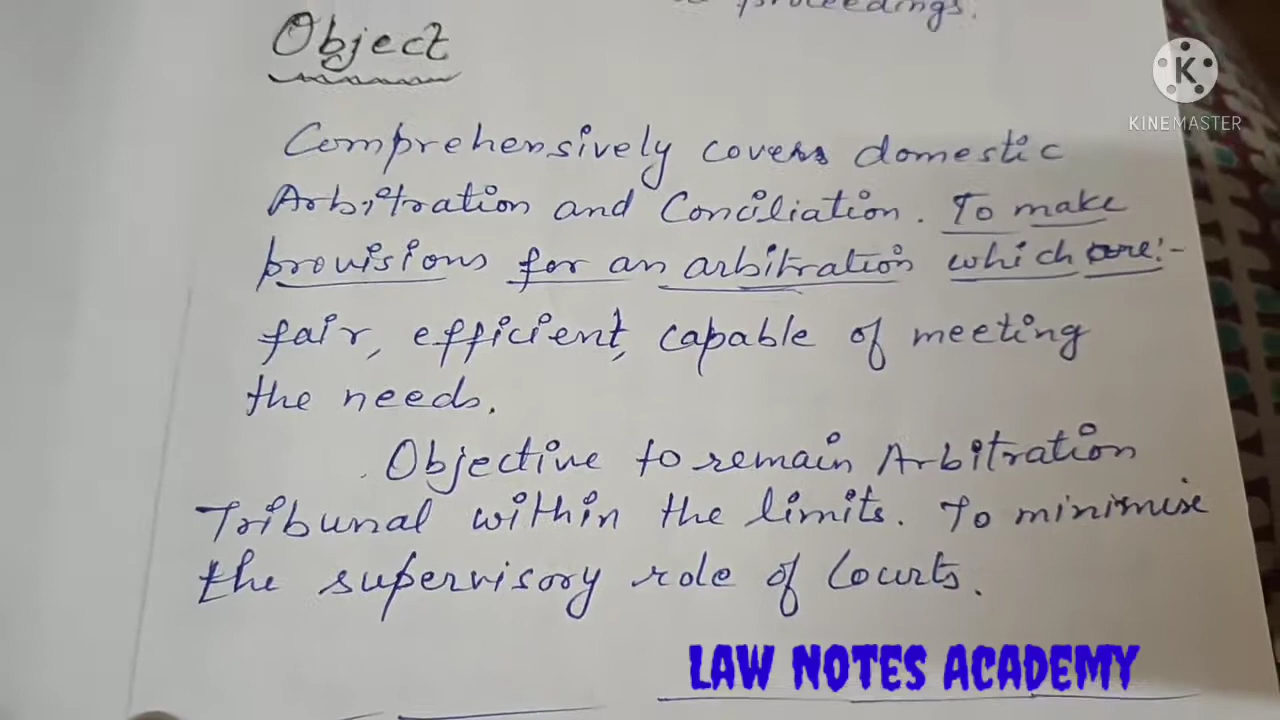 proceedings.
Object
KINEMASTER
Comprehensively covers domestic
Arbitration and Conciliation. To make
provisions for an arbitration which are:-
fair, efficient, capable of meeting
the needs.
Objective to remain Arbitration
Tribunal within the limits. To minimise
the supervisory role of Courts.
LAW NOTES ACADEMY